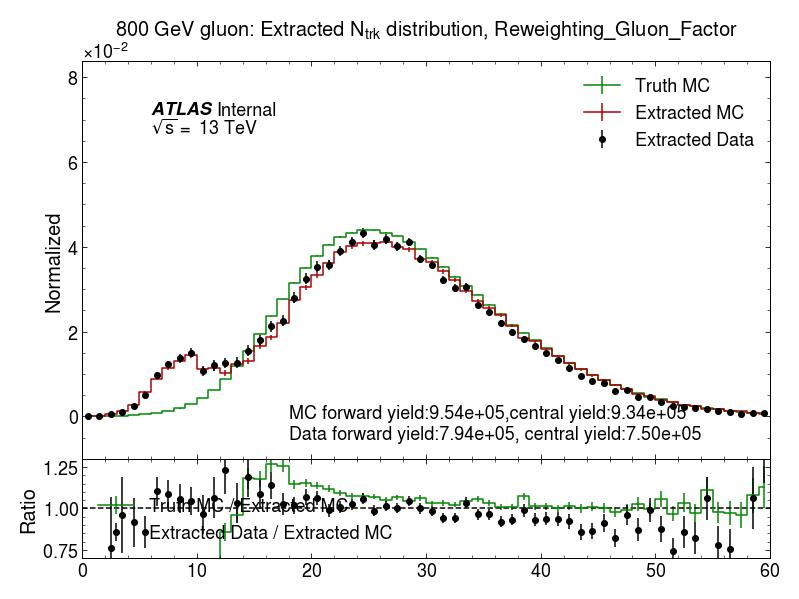 800 GeV gluon: Extracted Ntrk distribution, Reweighting_Gluon_Factor
×10−2
8
6
4
2
0
Normalized
ATLAS Internal
√s = 13 TeV
Truth MC
Extracted MC
Extracted Data
MC forward yield:9.54e+05,central yield:9.34e+05
Data forward yield:7.94e+05, central yield:7.50e+05
1.25
1.00
0.75
Ratio
Truth MC / Extracted MC
Extracted Data / Extracted MC
0 10 20 30 40 50 60